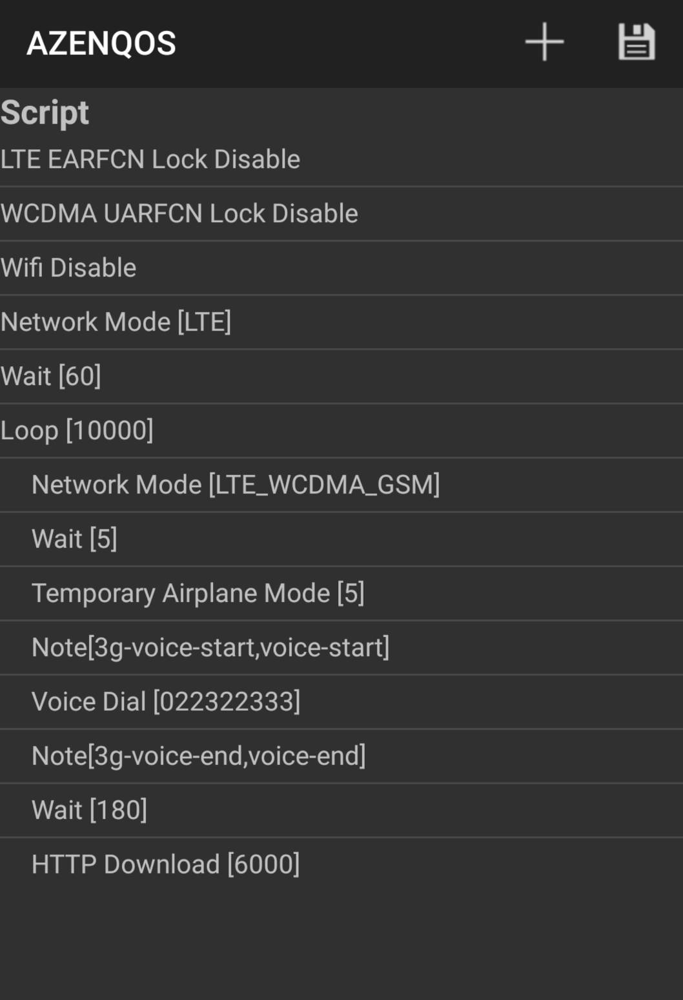 AZENQOS
Script
LTE EARFCN Lock Disable
WCDMA UARFCN Lock Disable
Wifi Disable
Network Mode [LTE]
Wait [60]
Loop [10000]
Network Mode [LTE_WCDMA_GSM]
Wait [5]
Temporary Airplane Mode [5]
Note[3g-voice-start,voice-start]
Voice Dial [022322333]
Note[3g-voice-end,voice-end]
Wait [180]
HTTP Download [6000]